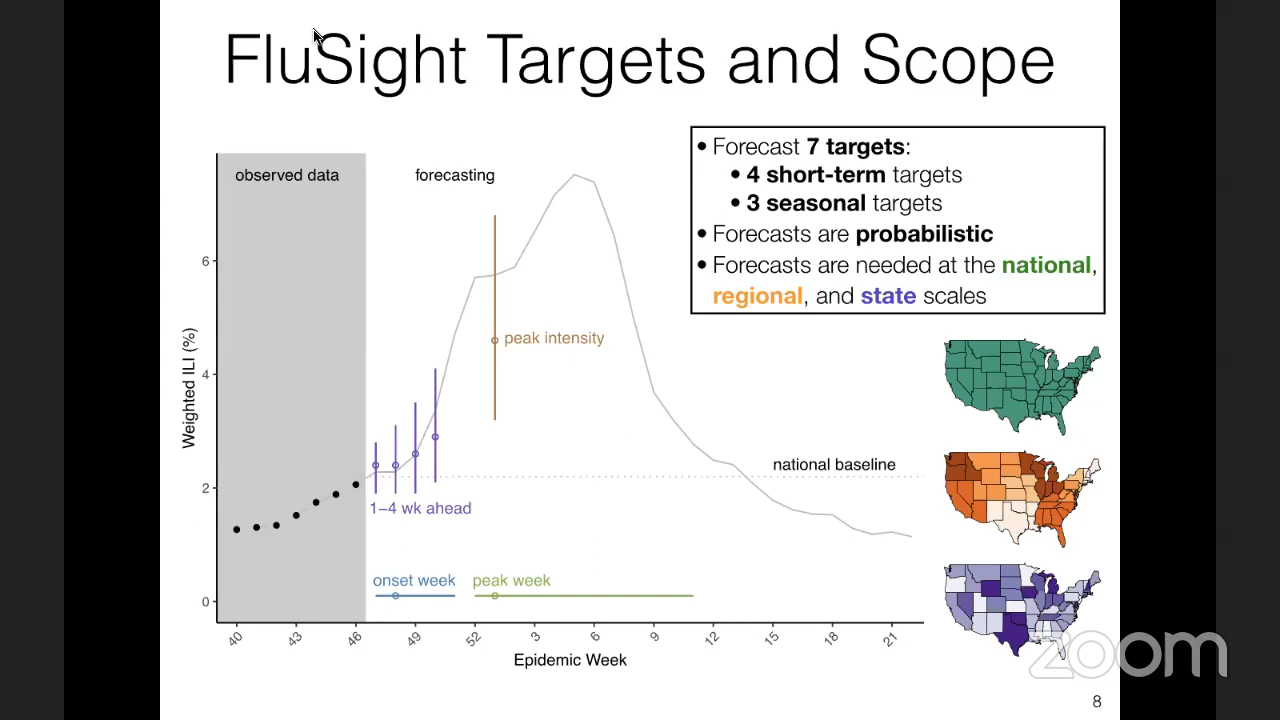 FluSight Targets and Scope
• Forecast 7 targets:
• 4 short-term targets
• 3 seasonal targets
• Forecasts are probabilistic
• Forecasts are needed at the national,
regional, and state scales
observed data
forecasting
peak intensity
national baseline
1–4 wk ahead
onset week
peak week
Weighted ILI (%)
6
4
2
0
40 43 46 49 52 3 6 9 12 15 18 21
Epidemic Week
zoom
8